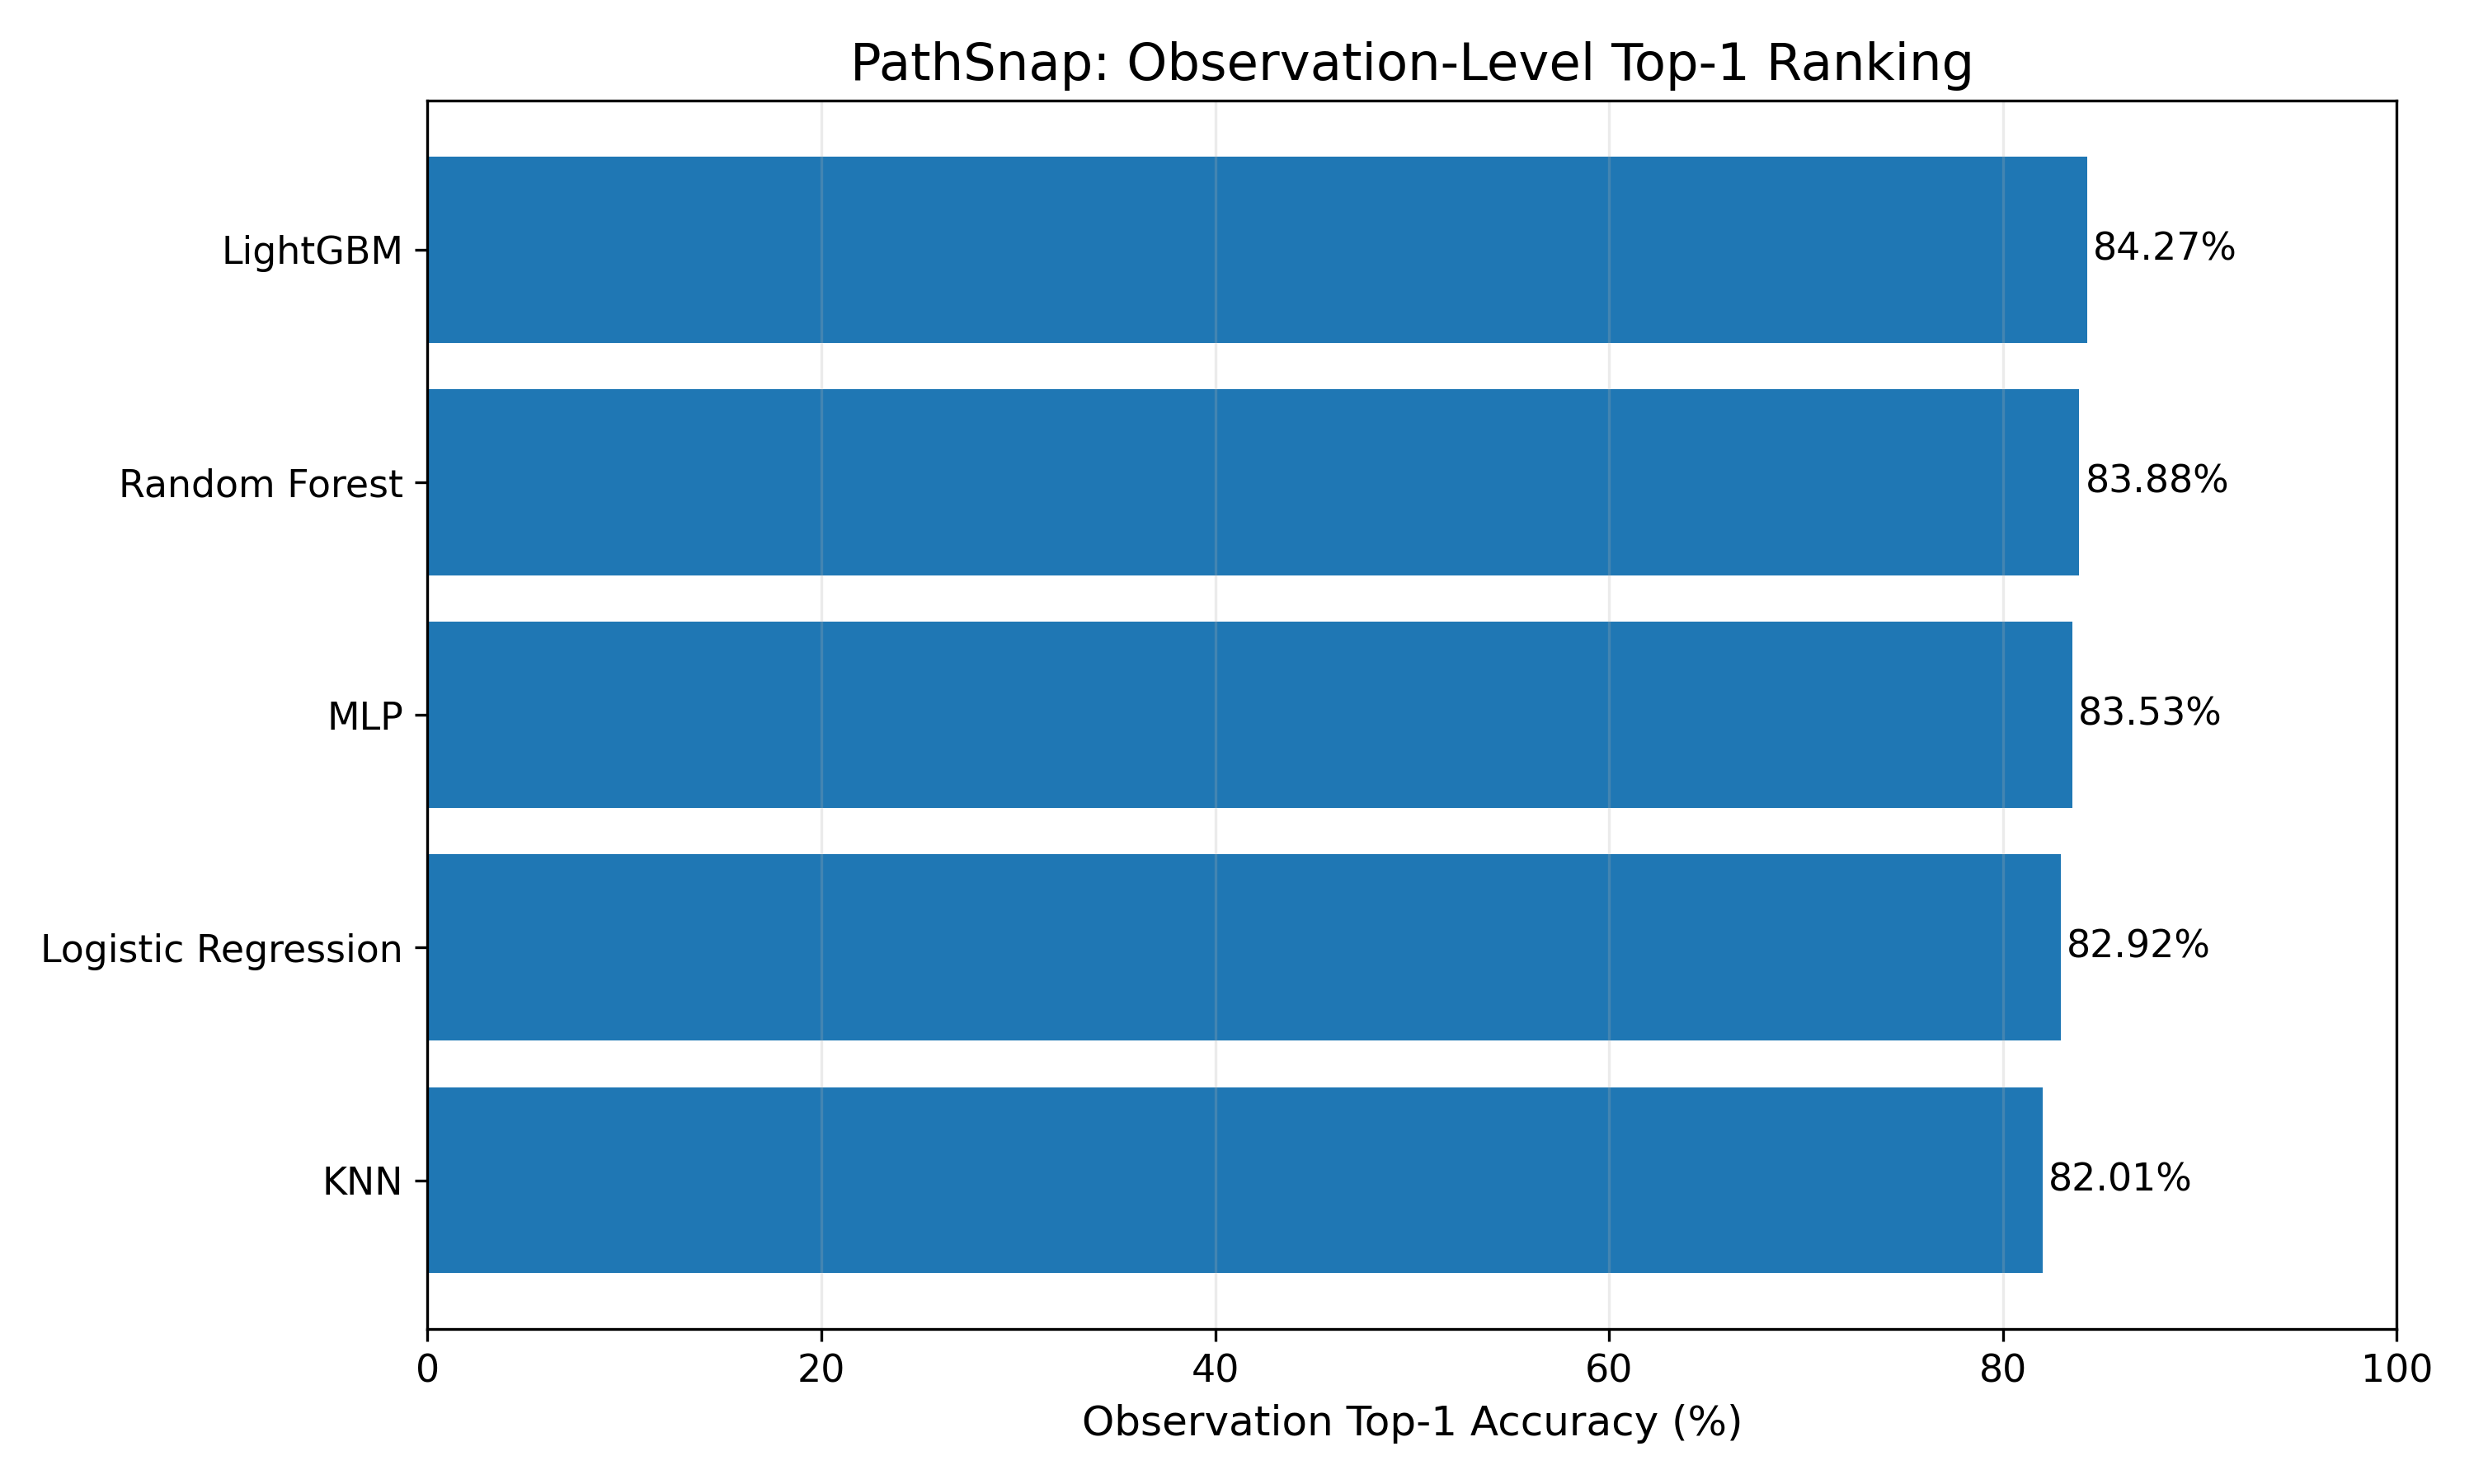 PathSnap: Observation-Level Top-1 Ranking
LightGBM
84.27%
Random Forest
83.88%
MLP
83.53%
Logistic Regression
82.92%
KNN
82.01%
0 20 40 60 80 100
Observation Top-1 Accuracy (%)